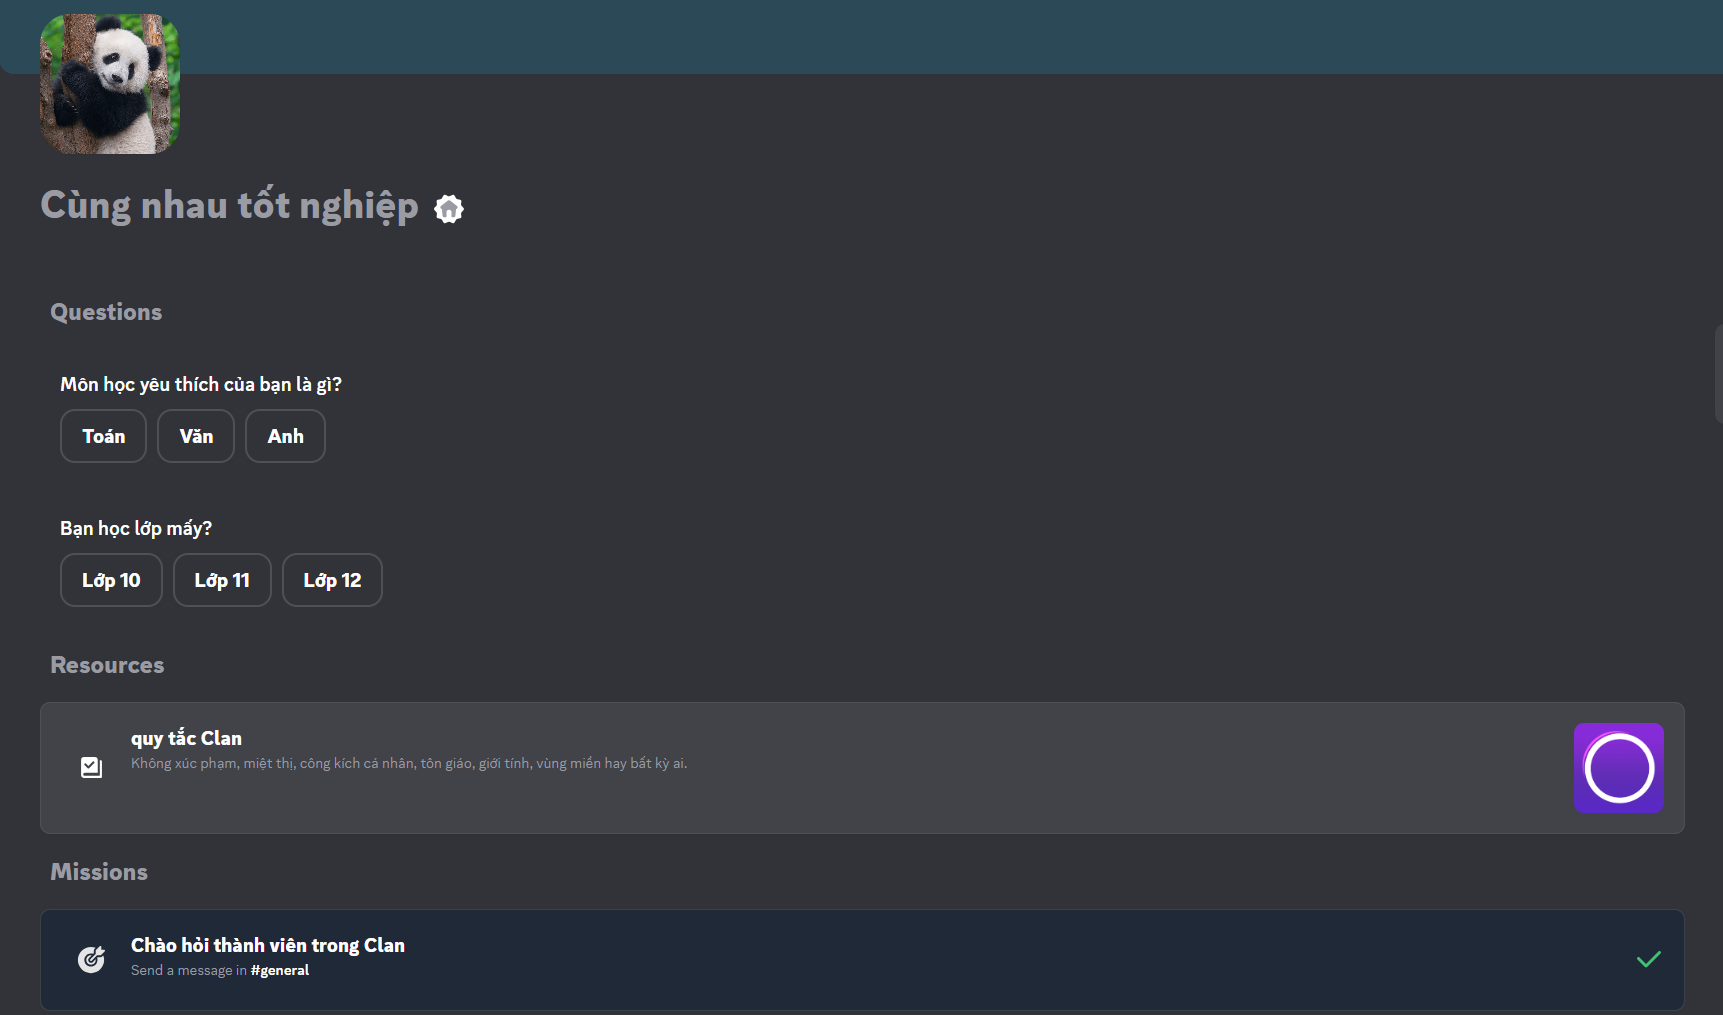 Cùng nhau tốt nghiệp
Questions
Môn học yêu thích của bạn là gì?
Toán Văn Anh
Bạn học lớp mấy?
Lớp 10 Lớp 11 Lớp 12
Resources
quy tắc Clan
Không xúc phạm, miệt thị, công kích cá nhân, tôn giáo, giới tính, vùng miền hay bất kỳ ai.
Missions
Chào hỏi thành viên trong Clan
Send a message in #general